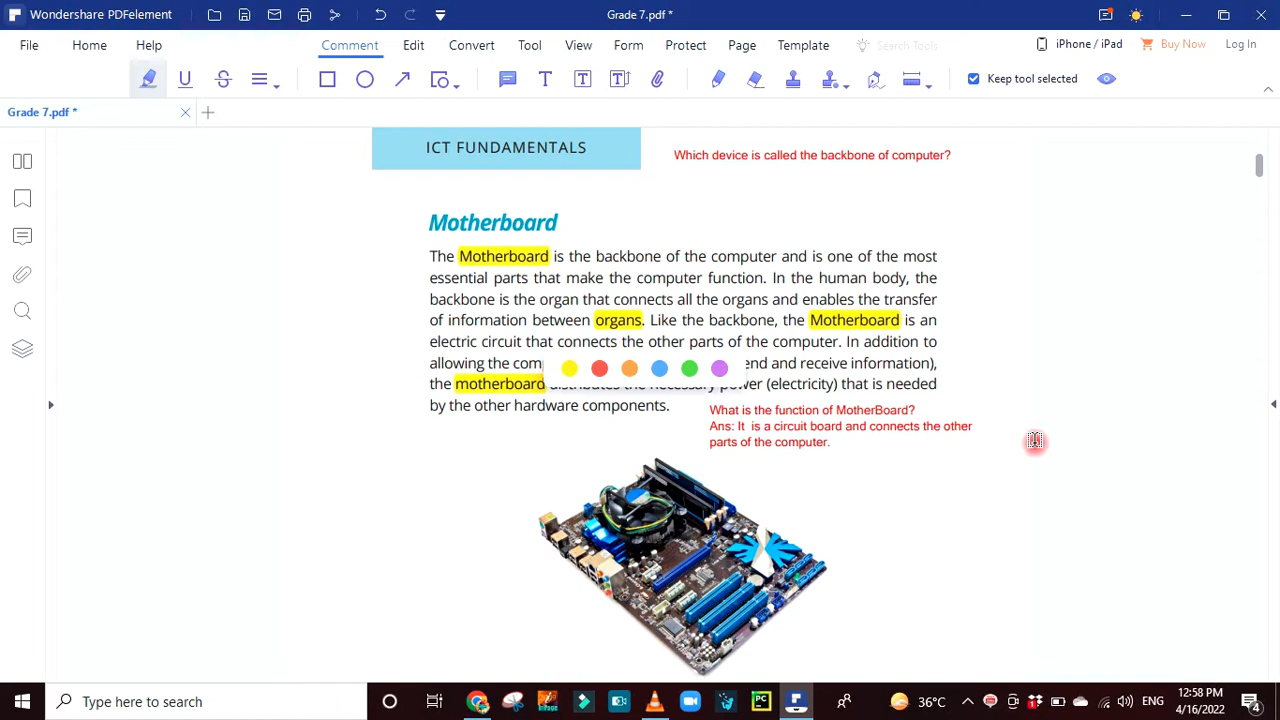 Wondershare PDFelement
Grade 7.pdf *
File Home Help Comment Edit Convert Tool View Form Protect Page Template Search Tools iPhone / iPad Buy Now Log In
Keep tool selected
Grade 7.pdf *
ICT FUNDAMENTALS
Which device is called the backbone of computer?
Motherboard
The Motherboard is the backbone of the computer and is one of the most
essential parts that make the computer function. In the human body, the
backbone is the organ that connects all the organs and enables the transfer
of information between organs. Like the backbone, the Motherboard is an
electric circuit that connects the other parts of the computer. In addition to
allowing the comp end and receive information),
the motherboard distributes the necessary power (electricity) that is needed
by the other hardware components.
What is the function of MotherBoard?
Ans: It is a circuit board and connects the other
parts of the computer.
Type here to search
36°C
ENG
12:58 PM
4/16/2022
4